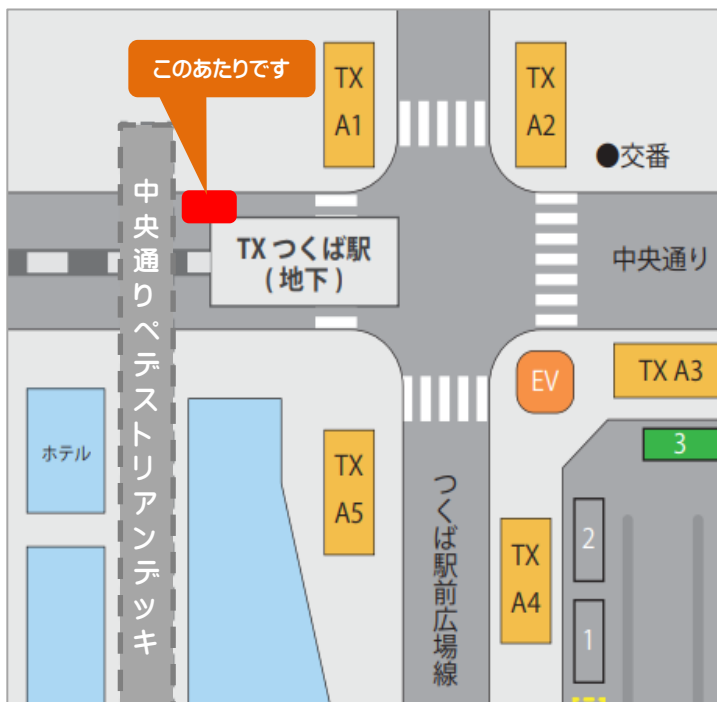 このあたりです
TX
A1
TX
A2
●交番
中央通りペデストリアンデッキ
TX つくば駅
(地下)
中央通り
EV
TX A3
3
ホテル
TX
A5
つくば駅前広場線
2
TX
A4
1